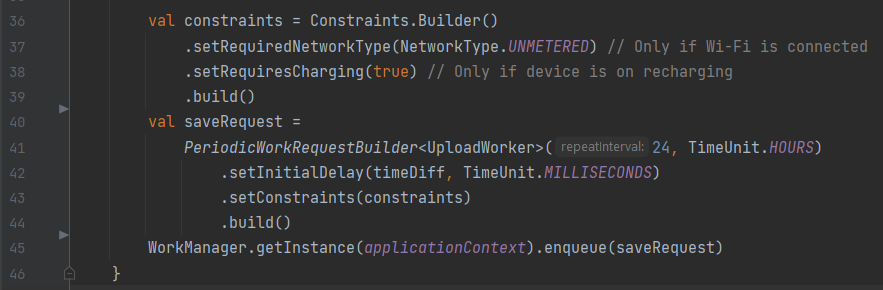 36 val constraints = Constraints.Builder()
37 .setRequiredNetworkType(NetworkType.UNMETERED) // Only if Wi-Fi is connected
38 .setRequiresCharging(true) // Only if device is on recharging
39 .build()
40 val saveRequest =
41 PeriodicWorkRequestBuilder<UploadWorker>( repeatInterval: 24, TimeUnit.HOURS)
42 .setInitialDelay(timeDiff, TimeUnit.MILLISECONDS)
43 .setConstraints(constraints)
44 .build()
45 WorkManager.getInstance(applicationContext).enqueue(saveRequest)
46 }